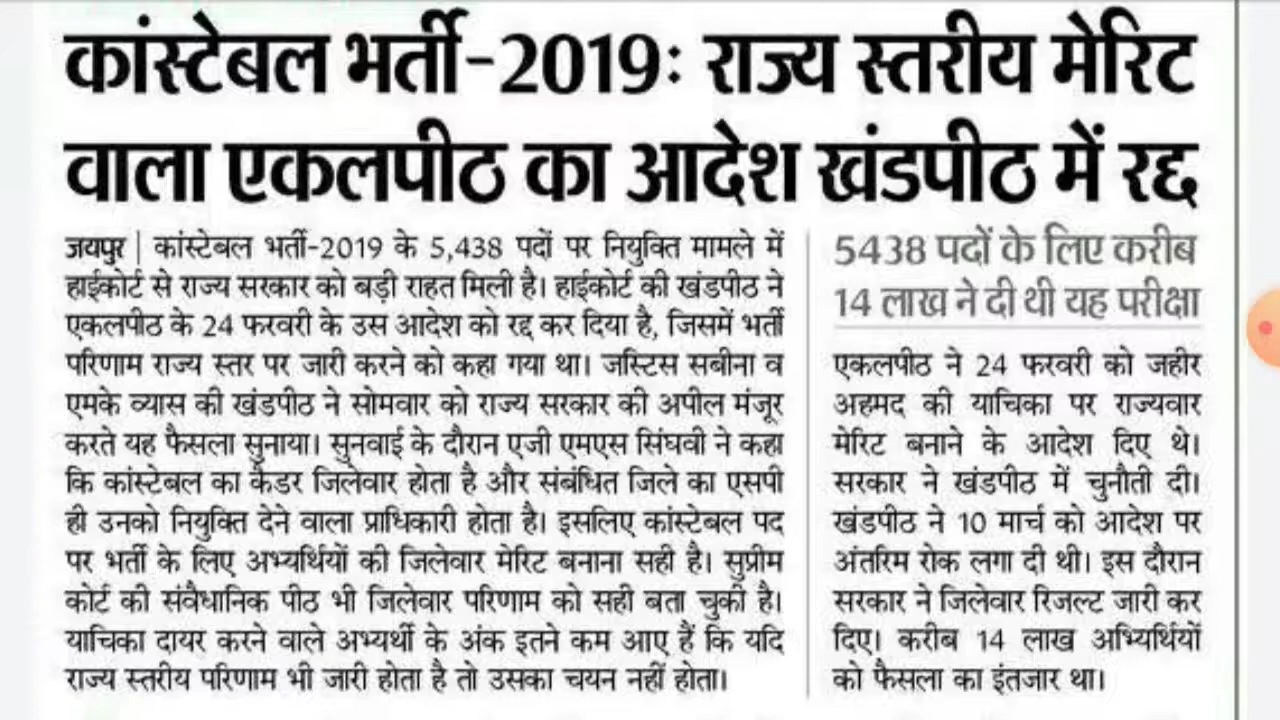 कांस्टेबल भर्ती-2019: राज्य स्तरीय मेरिट
वाला एकलपीठ का आदेश खंडपीठ में रद्द
जयपुर | कांस्टेबल भर्ती-2019 के 5,438 पदों पर नियुक्ति मामले में
हाईकोर्ट से राज्य सरकार को बड़ी राहत मिली है। हाईकोर्ट की खंडपीठ ने
एकलपीठ के 24 फरवरी के उस आदेश को रद्द कर दिया है, जिसमें भर्ती
परिणाम राज्य स्तर पर जारी करने को कहा गया था। जस्टिस सबीना व
एमके व्यास की खंडपीठ ने सोमवार को राज्य सरकार की अपील मंजूर
करते यह फैसला सुनाया। सुनवाई के दौरान एजी एमएस सिंघवी ने कहा
कि कांस्टेबल का कैडर जिलेवार होता है और संबंधित जिले का एसपी
ही उनको नियुक्ति देने वाला प्राधिकारी होता है। इसलिए कांस्टेबल पद
पर भर्ती के लिए अभ्यर्थियों की जिलेवार मेरिट बनाना सही है। सुप्रीम
कोर्ट की संवैधानिक पीठ भी जिलेवार परिणाम को सही बता चुकी है।
याचिका दायर करने वाले अभ्यर्थी के अंक इतने कम आए हैं कि यदि
राज्य स्तरीय परिणाम भी जारी होता है तो उसका चयन नहीं होता।
5438 पदों के लिए करीब
14 लाख ने दी थी यह परीक्षा
एकलपीठ ने 24 फरवरी को जहीर
अहमद की याचिका पर राज्यवार
मेरिट बनाने के आदेश दिए थे।
सरकार ने खंडपीठ में चुनौती दी।
खंडपीठ ने 10 मार्च को आदेश पर
अंतरिम रोक लगा दी थी। इस दौरान
सरकार ने जिलेवार रिजल्ट जारी कर
दिए। करीब 14 लाख अभ्यिर्थियों
को फैसला का इंतजार था।